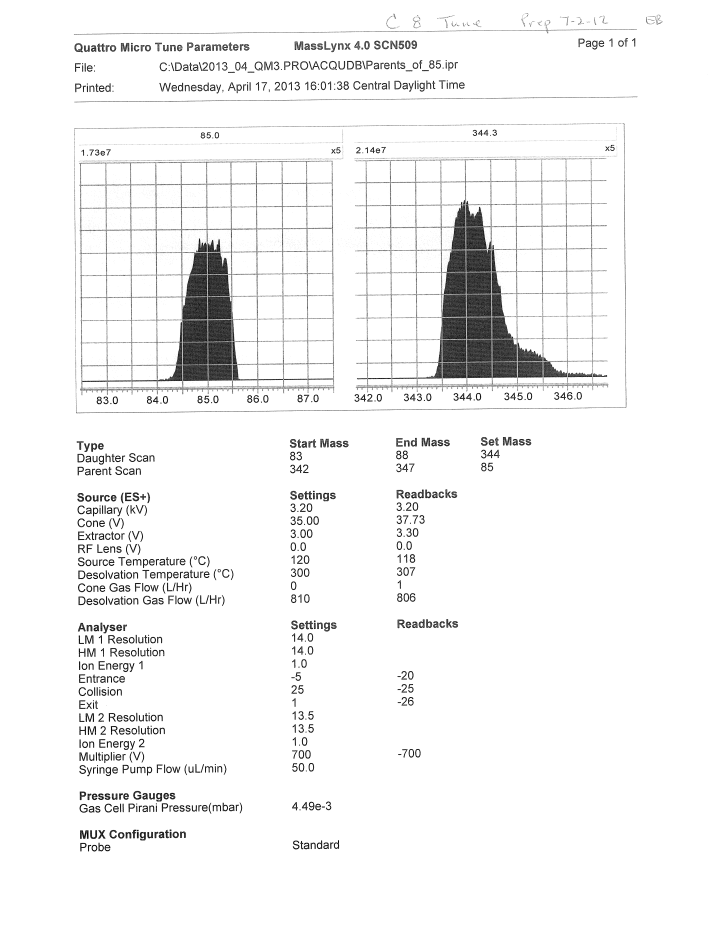 C 8 Tune Prep 7-2-12 EB
Quattro Micro Tune Parameters MassLynx 4.0 SCN509 Page 1 of 1
File: C:\Data\2013_04_QM3.PRO\ACQUDB\Parents_of_85.ipr
Printed: Wednesday, April 17, 2013 16:01:38 Central Daylight Time
85.0 344.3
1.73e7 x5 2.14e7 x5
83.0 84.0 85.0 86.0 87.0 342.0 343.0 344.0 345.0 346.0
Type Start Mass End Mass Set Mass
Daughter Scan 83 88 344
Parent Scan 342 347 85
Source (ES+) Settings Readbacks
Capillary (kV) 3.20 3.20
Cone (V) 35.00 37.73
Extractor (V) 3.00 3.30
RF Lens (V) 0.0 0.0
Source Temperature (°C) 120 118
Desolvation Temperature (°C) 300 307
Cone Gas Flow (L/Hr) 0 1
Desolvation Gas Flow (L/Hr) 810 806
Analyser Settings Readbacks
LM 1 Resolution 14.0
HM 1 Resolution 14.0
Ion Energy 1 1.0
Entrance -5 -20
Collision 25 -25
Exit 1 -26
LM 2 Resolution 13.5
HM 2 Resolution 13.5
Ion Energy 2 1.0
Multiplier (V) 700 -700
Syringe Pump Flow (uL/min) 50.0
Pressure Gauges
Gas Cell Pirani Pressure(mbar) 4.49e-3
MUX Configuration
Probe Standard